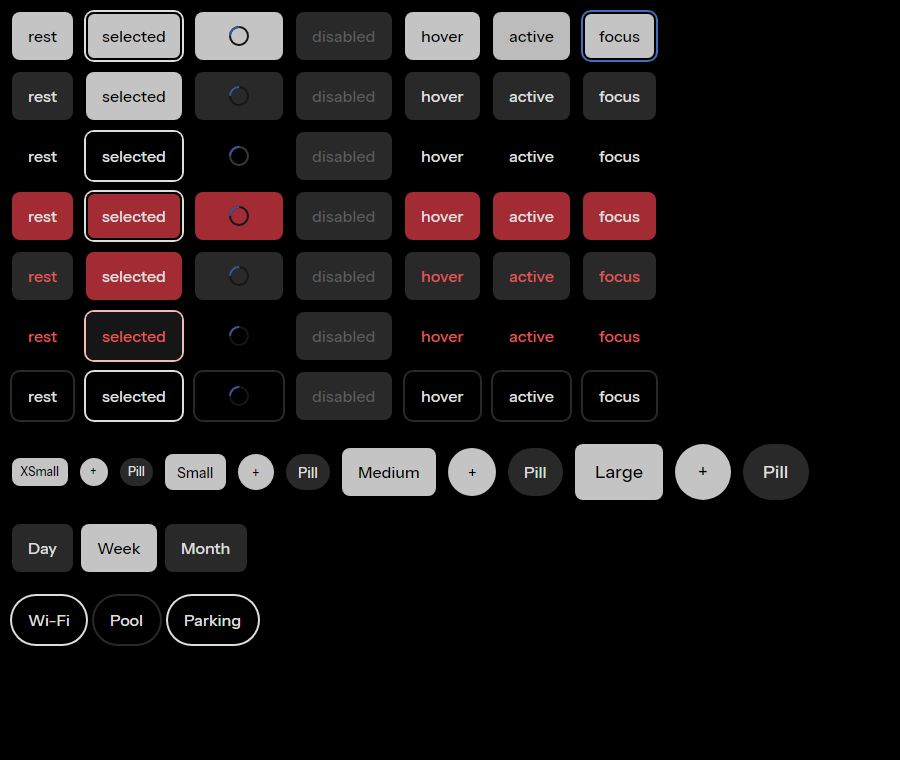 rest selected disabled hover active focus
rest selected disabled hover active focus
rest selected disabled hover active focus
rest selected disabled hover active focus
rest selected disabled hover active focus
rest selected disabled hover active focus
rest selected disabled hover active focus
XSmall + Pill Small + Pill Medium + Pill Large + Pill
Day Week Month
Wi-Fi Pool Parking